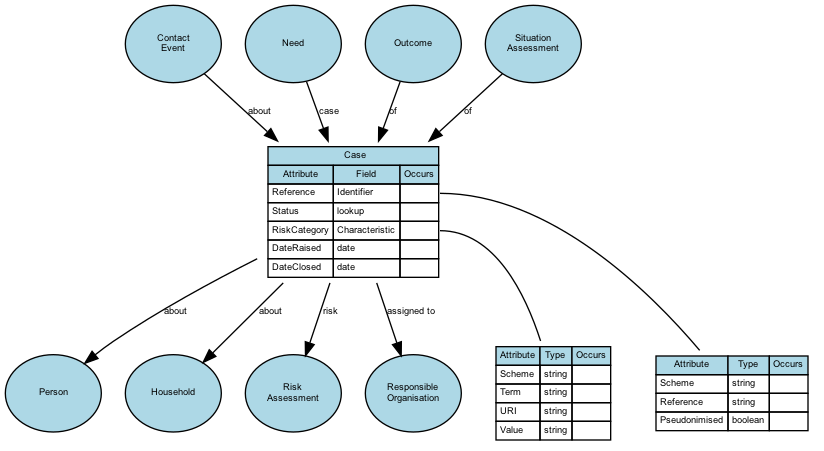 Contact
Event
Need
Outcome
Situation
Assessment
about
case
of
of
Case
Attribute Field Occurs
Reference Identifier
Status lookup
RiskCategory Characteristic
DateRaised date
DateClosed date
about
about
risk
assigned to
Person
Household
Risk
Assessment
Responsible
Organisation
Attribute Type Occurs
Scheme string
Term string
URI string
Value string
Attribute Type Occurs
Scheme string
Reference string
Pseudonimised boolean